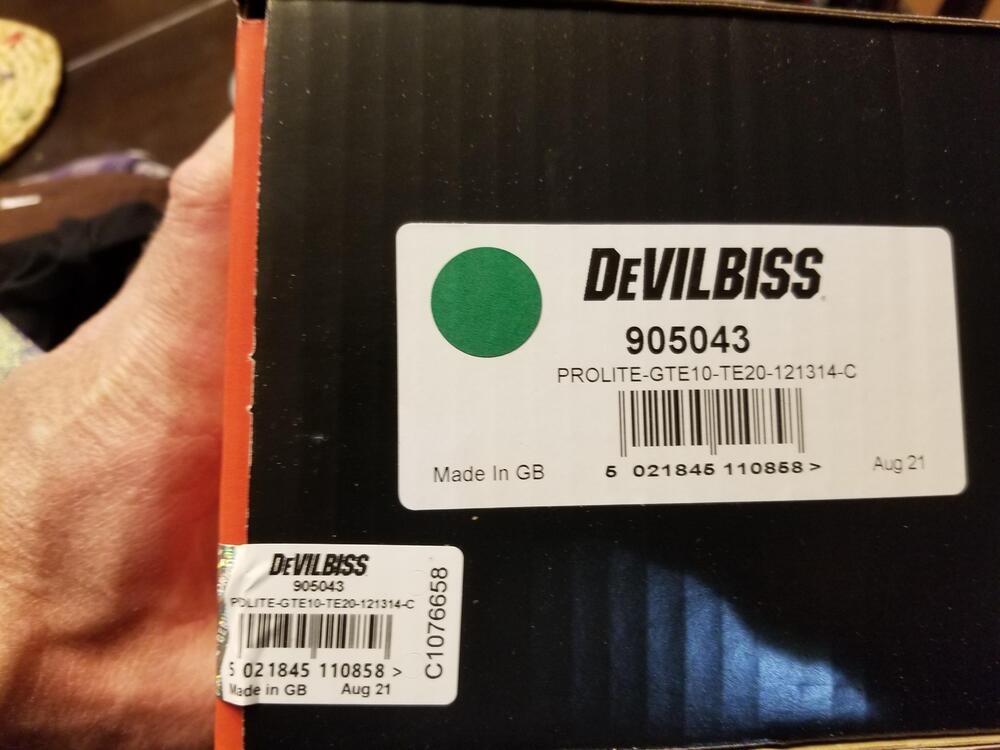 DEVILBISS
905043
PROLITE-GTE10-TE20-121314-C
5 021845 110858 >
Made In GB
Aug 21
DEVILBISS
905043
POLITE-GTE10-TE20-121314-C
5 021845 110858 >
Made in GB
Aug 21
C1076658